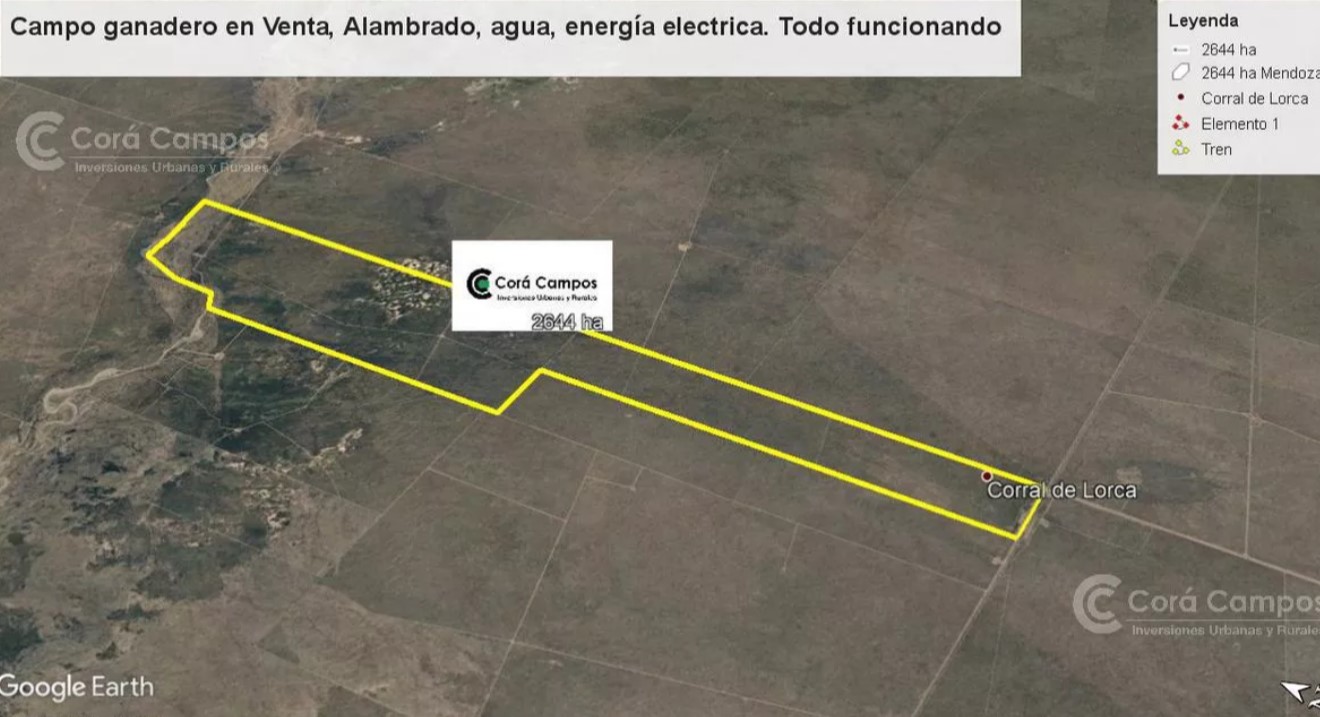 Campo ganadero en Venta, Alambrado, agua, energía electrica. Todo funcionando
Leyenda
2644 ha
2644 ha Mendoza
Corral de Lorca
Elemento 1
Tren
Corá Campos
Inversiones Urbanas y Rurales
Corá Campos
Inversiones Urbanas y Rurales
2644 ha
Corral de Lorca
Corá Campos
Inversiones Urbanas y Rurale
Google Earth